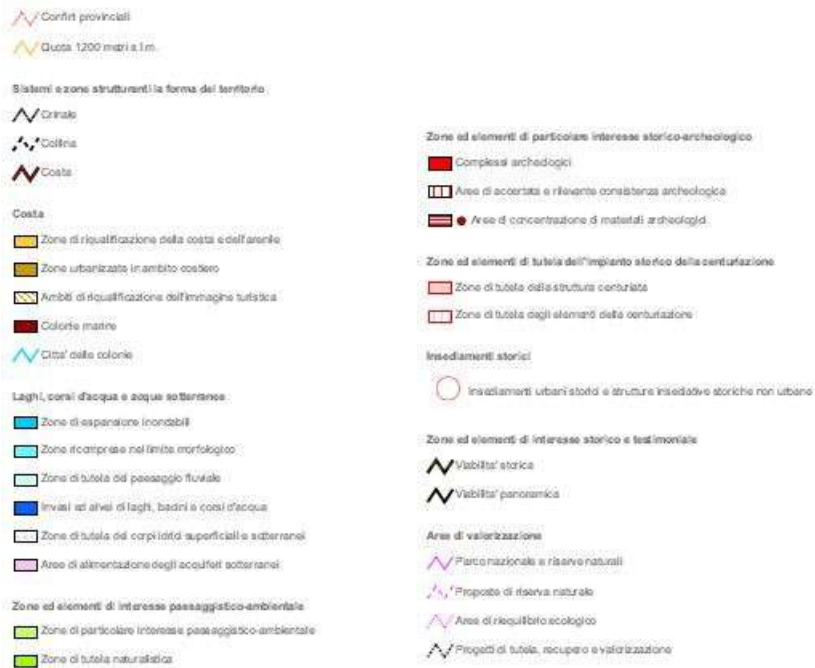 Confini provinciali
Quota 1200 metri s.l.m.
Sistemi e zone strutturanti la forma del territorio
Crinale
Collina
Costa
Costa
Zone di riqualificazione della costa e dell'arenile
Zone urbanizzate in ambito costiero
Ambiti di riqualificazione dell'immagine turistica
Colonie marine
Citta' delle colonie
Laghi, corsi d'acqua e acque sotterranee
Zone di espansione inondabili
Zone ricomprese nel limite morfologico
Zone di tutela del paesaggio fluviale
Invasi ed alvei di laghi, bacini e corsi d'acqua
Zone di tutela dei corpi idrici superficiali e sotterranei
Aree di alimentazione degli acquiferi sotterranei
Zone ed elementi di interesse paesaggistico-ambientale
Zone di particolare interesse paesaggistico-ambientale
Zone di tutela naturalistica
Zone ed elementi di particolare interesse storico-archeologico
Complessi archeologici
Aree di accertata e rilevante consistenza archeologica
Aree di concentrazione di materiali archeologici
Zone ed elementi di tutela dell'impianto storico della centuriazione
Zone di tutela della struttura centuriata
Zone di tutela degli elementi della centuriazione
Insediamenti storici
Insediamenti urbani storici e strutture insediative storiche non urbane
Zone ed elementi di interesse storico e testimoniale
Viabilita' storica
Viabilita' panoramica
Aree di valorizzazione
Parco nazionale e riserve naturali
Proposte di riserva naturale
Aree di riequilibrio ecologico
Progetti di tutela, recupero e valorizzazione